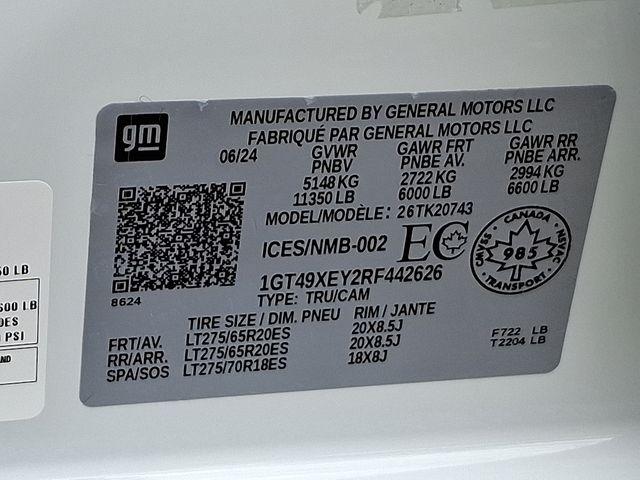 gm
MANUFACTURED BY GENERAL MOTORS LLC
FABRIQUÉ PAR GENERAL MOTORS LLC
06/24 GVWR GAWR FRT GAWR RR
PNBV PNBE AV. PNBE ARR.
5148 KG 2722 KG 2994 KG
11350 LB 6000 LB 6600 LB
MODEL/MODÈLE: 26TK20743
ICES/NMB-002 EC
CANADA
985
TRANSPORT
1GT49XEY2RF442626
8624
TYPE: TRU/CAM
TIRE SIZE / DIM. PNEU RIM / JANTE
FRT/AV. LT275/65R20ES 20X8.5J
RR/ARR. LT275/65R20ES 20X8.5J
SPA/SOS LT275/70R18ES 18X8J
F722 LB
T2204 LB
LB
LB
PSI